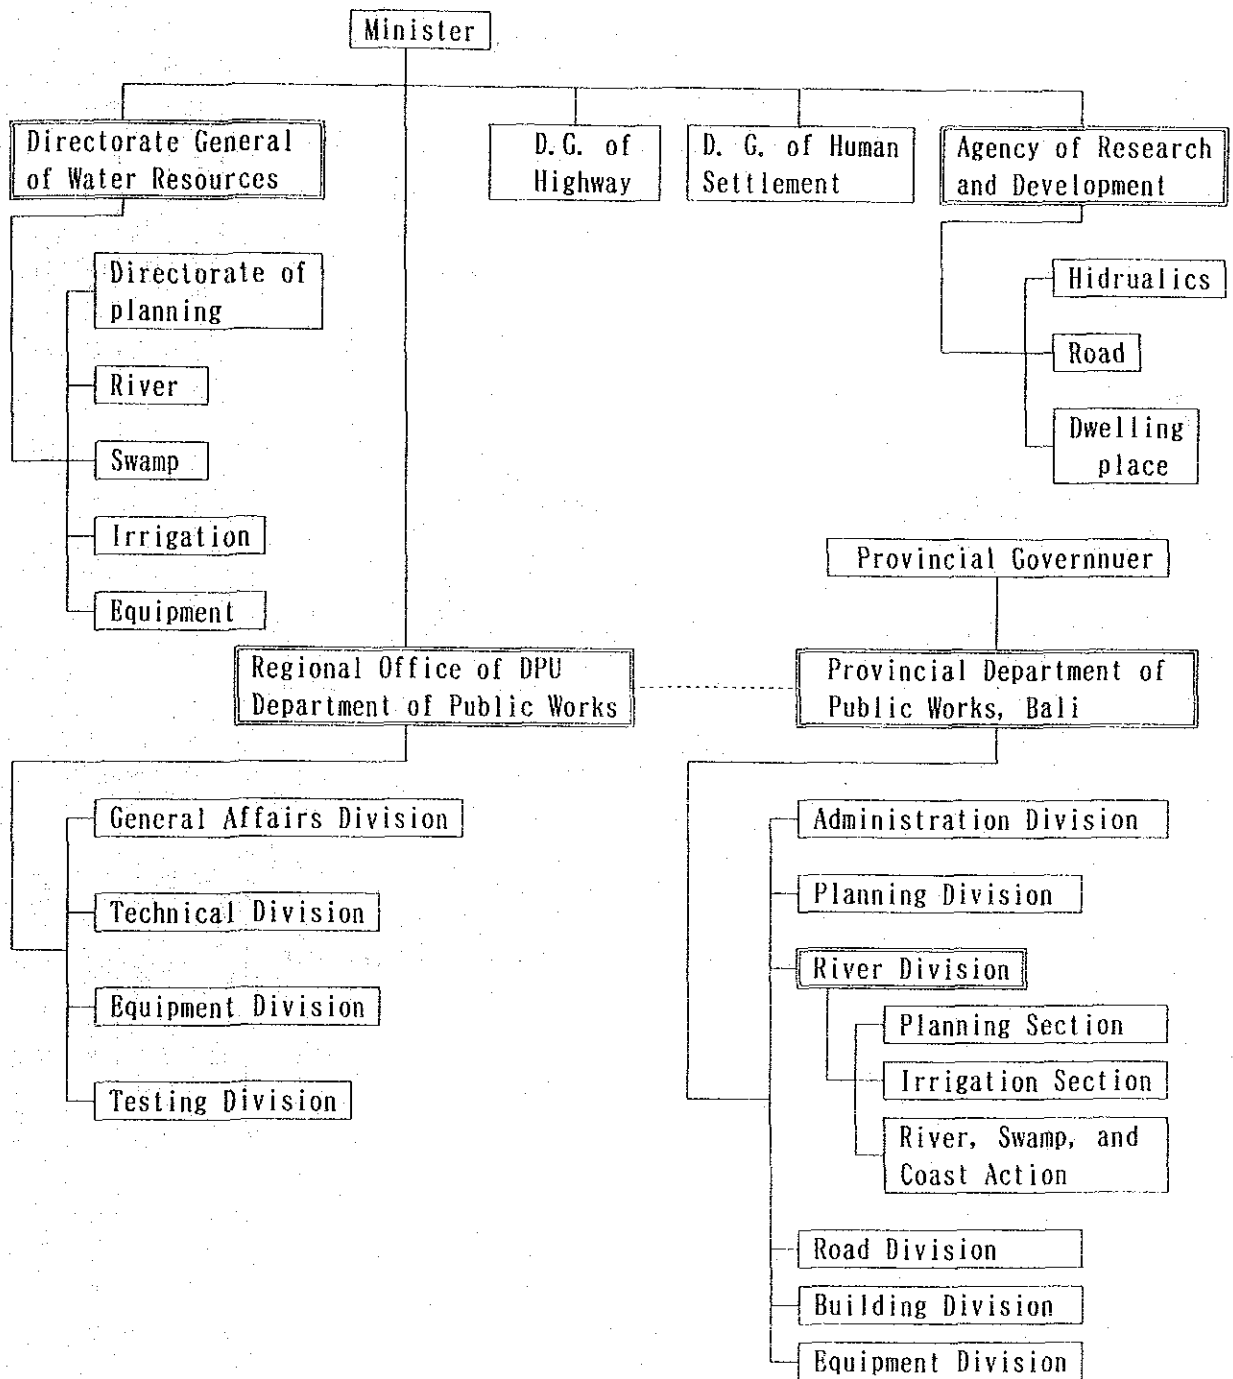 Minister
Directorate General
of Water Resources
D.G. of
Highway
D. G. of Human
Settlement
Agency of Research
and Development
Directorate of
planning
River
Swamp
Irrigation
Equipment
Hidrualics
Road
Dwelling
place
Provincial Governnuer
Regional Office of DPU
Department of Public Works
Provincial Department of
Public Works, Bali
General Affairs Division
Technical Division
Equipment Division
Testing Division
Administration Division
Planning Division
River Division
Planning Section
Irrigation Section
River, Swamp, and
Coast Action
Road Division
Building Division
Equipment Division